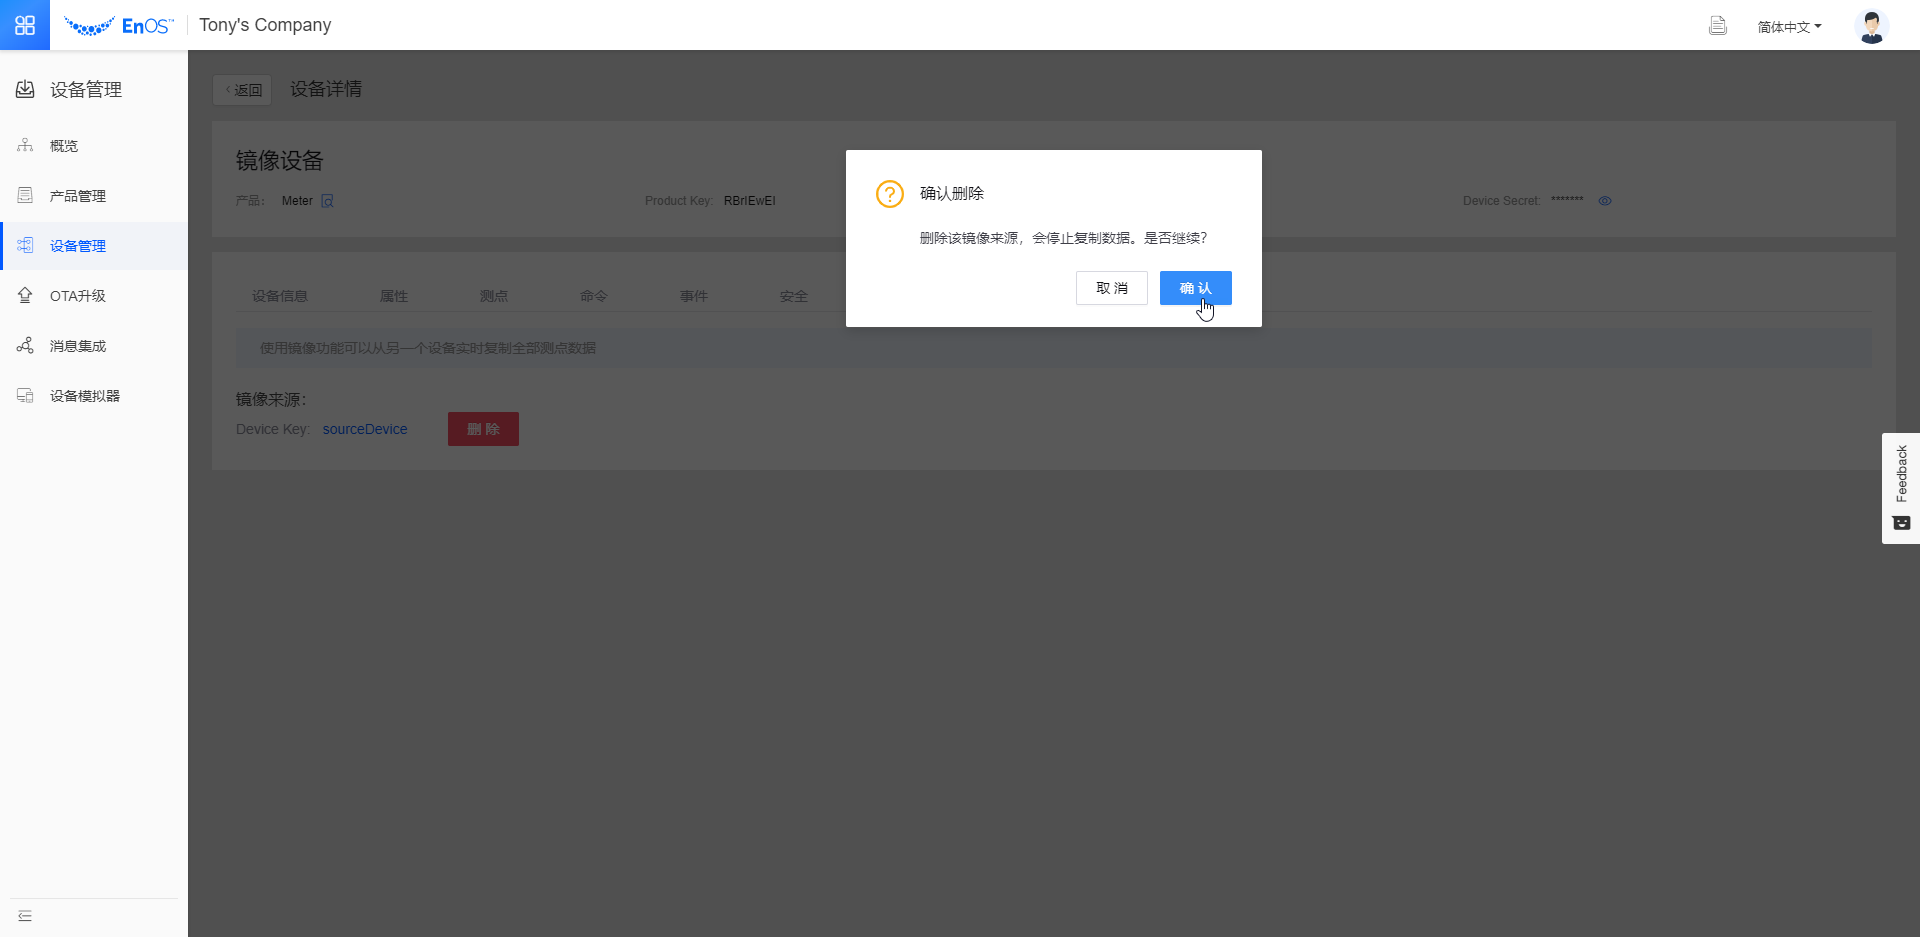 EnOS™
Tony's Company
简体中文
设备管理
概览
产品管理
设备管理
OTA升级
消息集成
设备模拟器
返回
设备详情
镜像设备
产品：
Meter
Product Key:
RBrIEwEI
Device Secret:
*******
确认删除
删除该镜像来源，会停止复制数据。是否继续？
取 消
确 认
设备信息
属性
测点
命令
事件
安全
使用镜像功能可以从另一个设备实时复制全部测点数据
镜像来源：
Device Key:
sourceDevice
删 除
Feedback